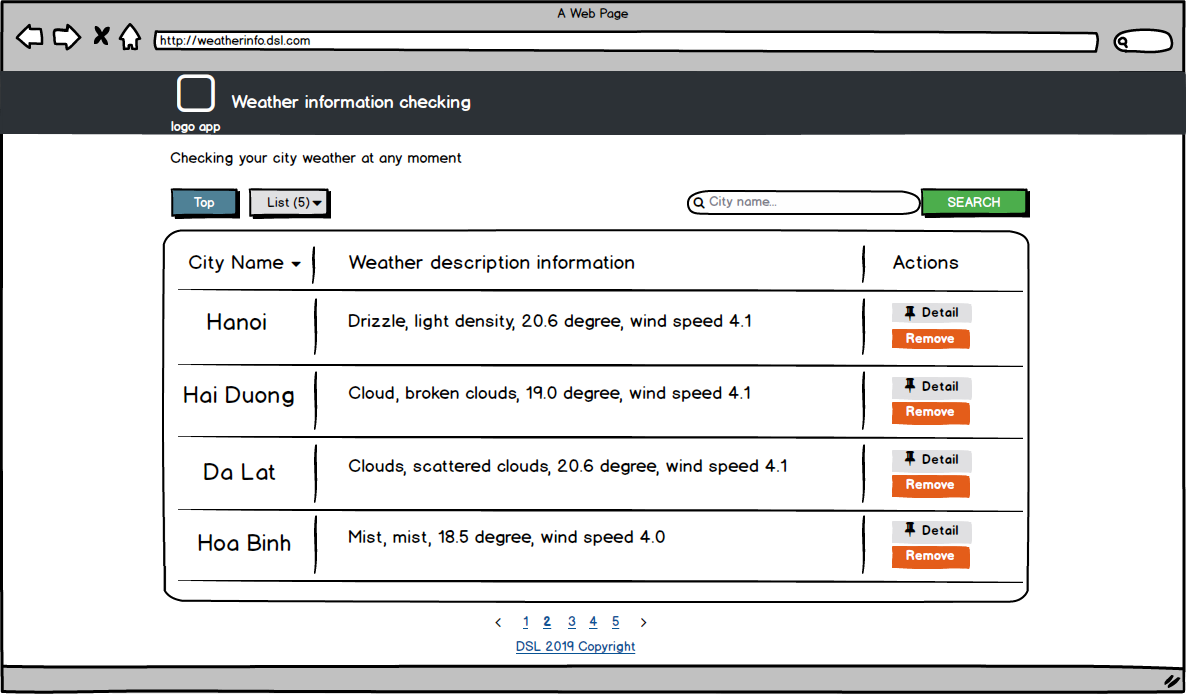 A Web Page
http://weatherinfo.dsl.com
Weather information checking
logo app
Checking your city weather at any moment
Top List (5) City name... SEARCH
City Name Weather description information Actions
Hanoi Drizzle, light density, 20.6 degree, wind speed 4.1 Detail
Remove
Hai Duong Cloud, broken clouds, 19.0 degree, wind speed 4.1 Detail
Remove
Da Lat Clouds, scattered clouds, 20.6 degree, wind speed 4.1 Detail
Remove
Hoa Binh Mist, mist, 18.5 degree, wind speed 4.0 Detail
Remove
< 1 2 3 4 5 >
DSL 2019 Copyright